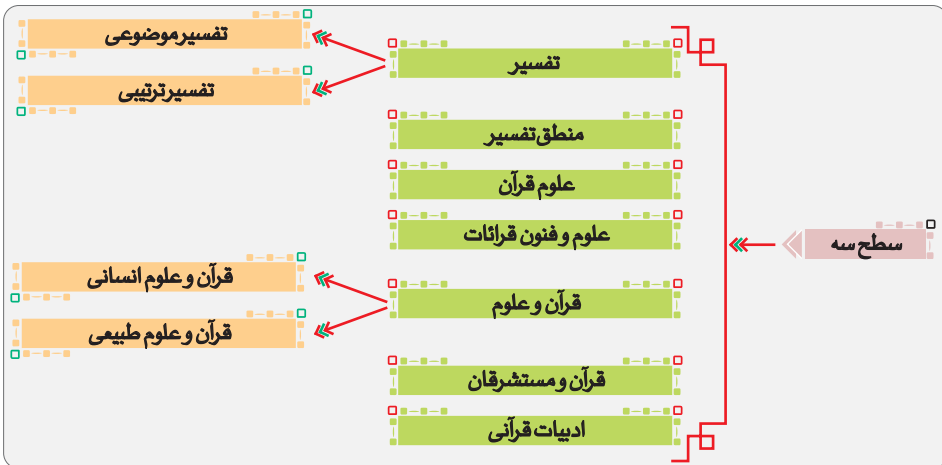 سطح سه
تفسیر
تفسیر موضوعی
تفسیر ترتیبی
منطق تفسیر
علوم قرآن
علوم و فنون قرائات
قرآن و علوم
قرآن و علوم انسانی
قرآن و علوم طبیعی
قرآن و مستشرقان
ادبیات قرآنی